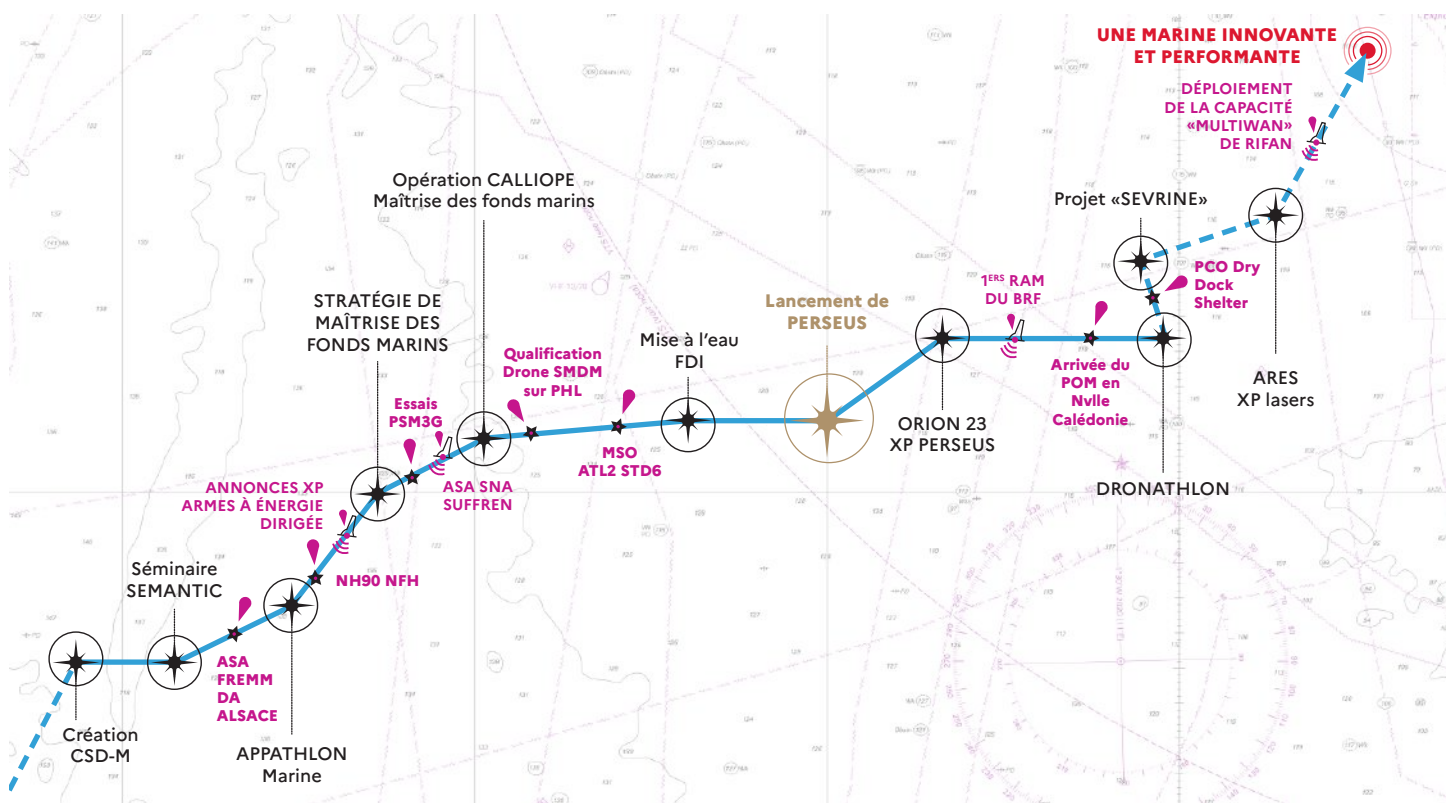 UNE MARINE INNOVANTE
ET PERFORMANTE
DÉPLOIEMENT
DE LA CAPACITÉ
«MULTIWAN»
DE RIFAN
Opération CALLIOPE
Maîtrise des fonds marins
Projet «SEVRINE»
PCO Dry
Dock
Shelter
1ERS RAM
DU BRF
STRATÉGIE DE
MAÎTRISE DES
FONDS MARINS
Lancement de
PERSEUS
Mise à l'eau
FDI
Qualification
Drone SMDM
sur PHL
Essais
PSM3G
Arrivée du
POM en
Nvlle
Calédonie
ARES
XP lasers
ORION 23
XP PERSEUS
MSO
ATL2 STD6
ASA SNA
SUFFREN
DRONATHLON
ANNONCES XP
ARMES À ÉNERGIE
DIRIGÉE
NH90 NFH
Séminaire
SEMANTIC
ASA
FREMM
DA
ALSACE
Création
CSD-M
APPATHLON
Marine